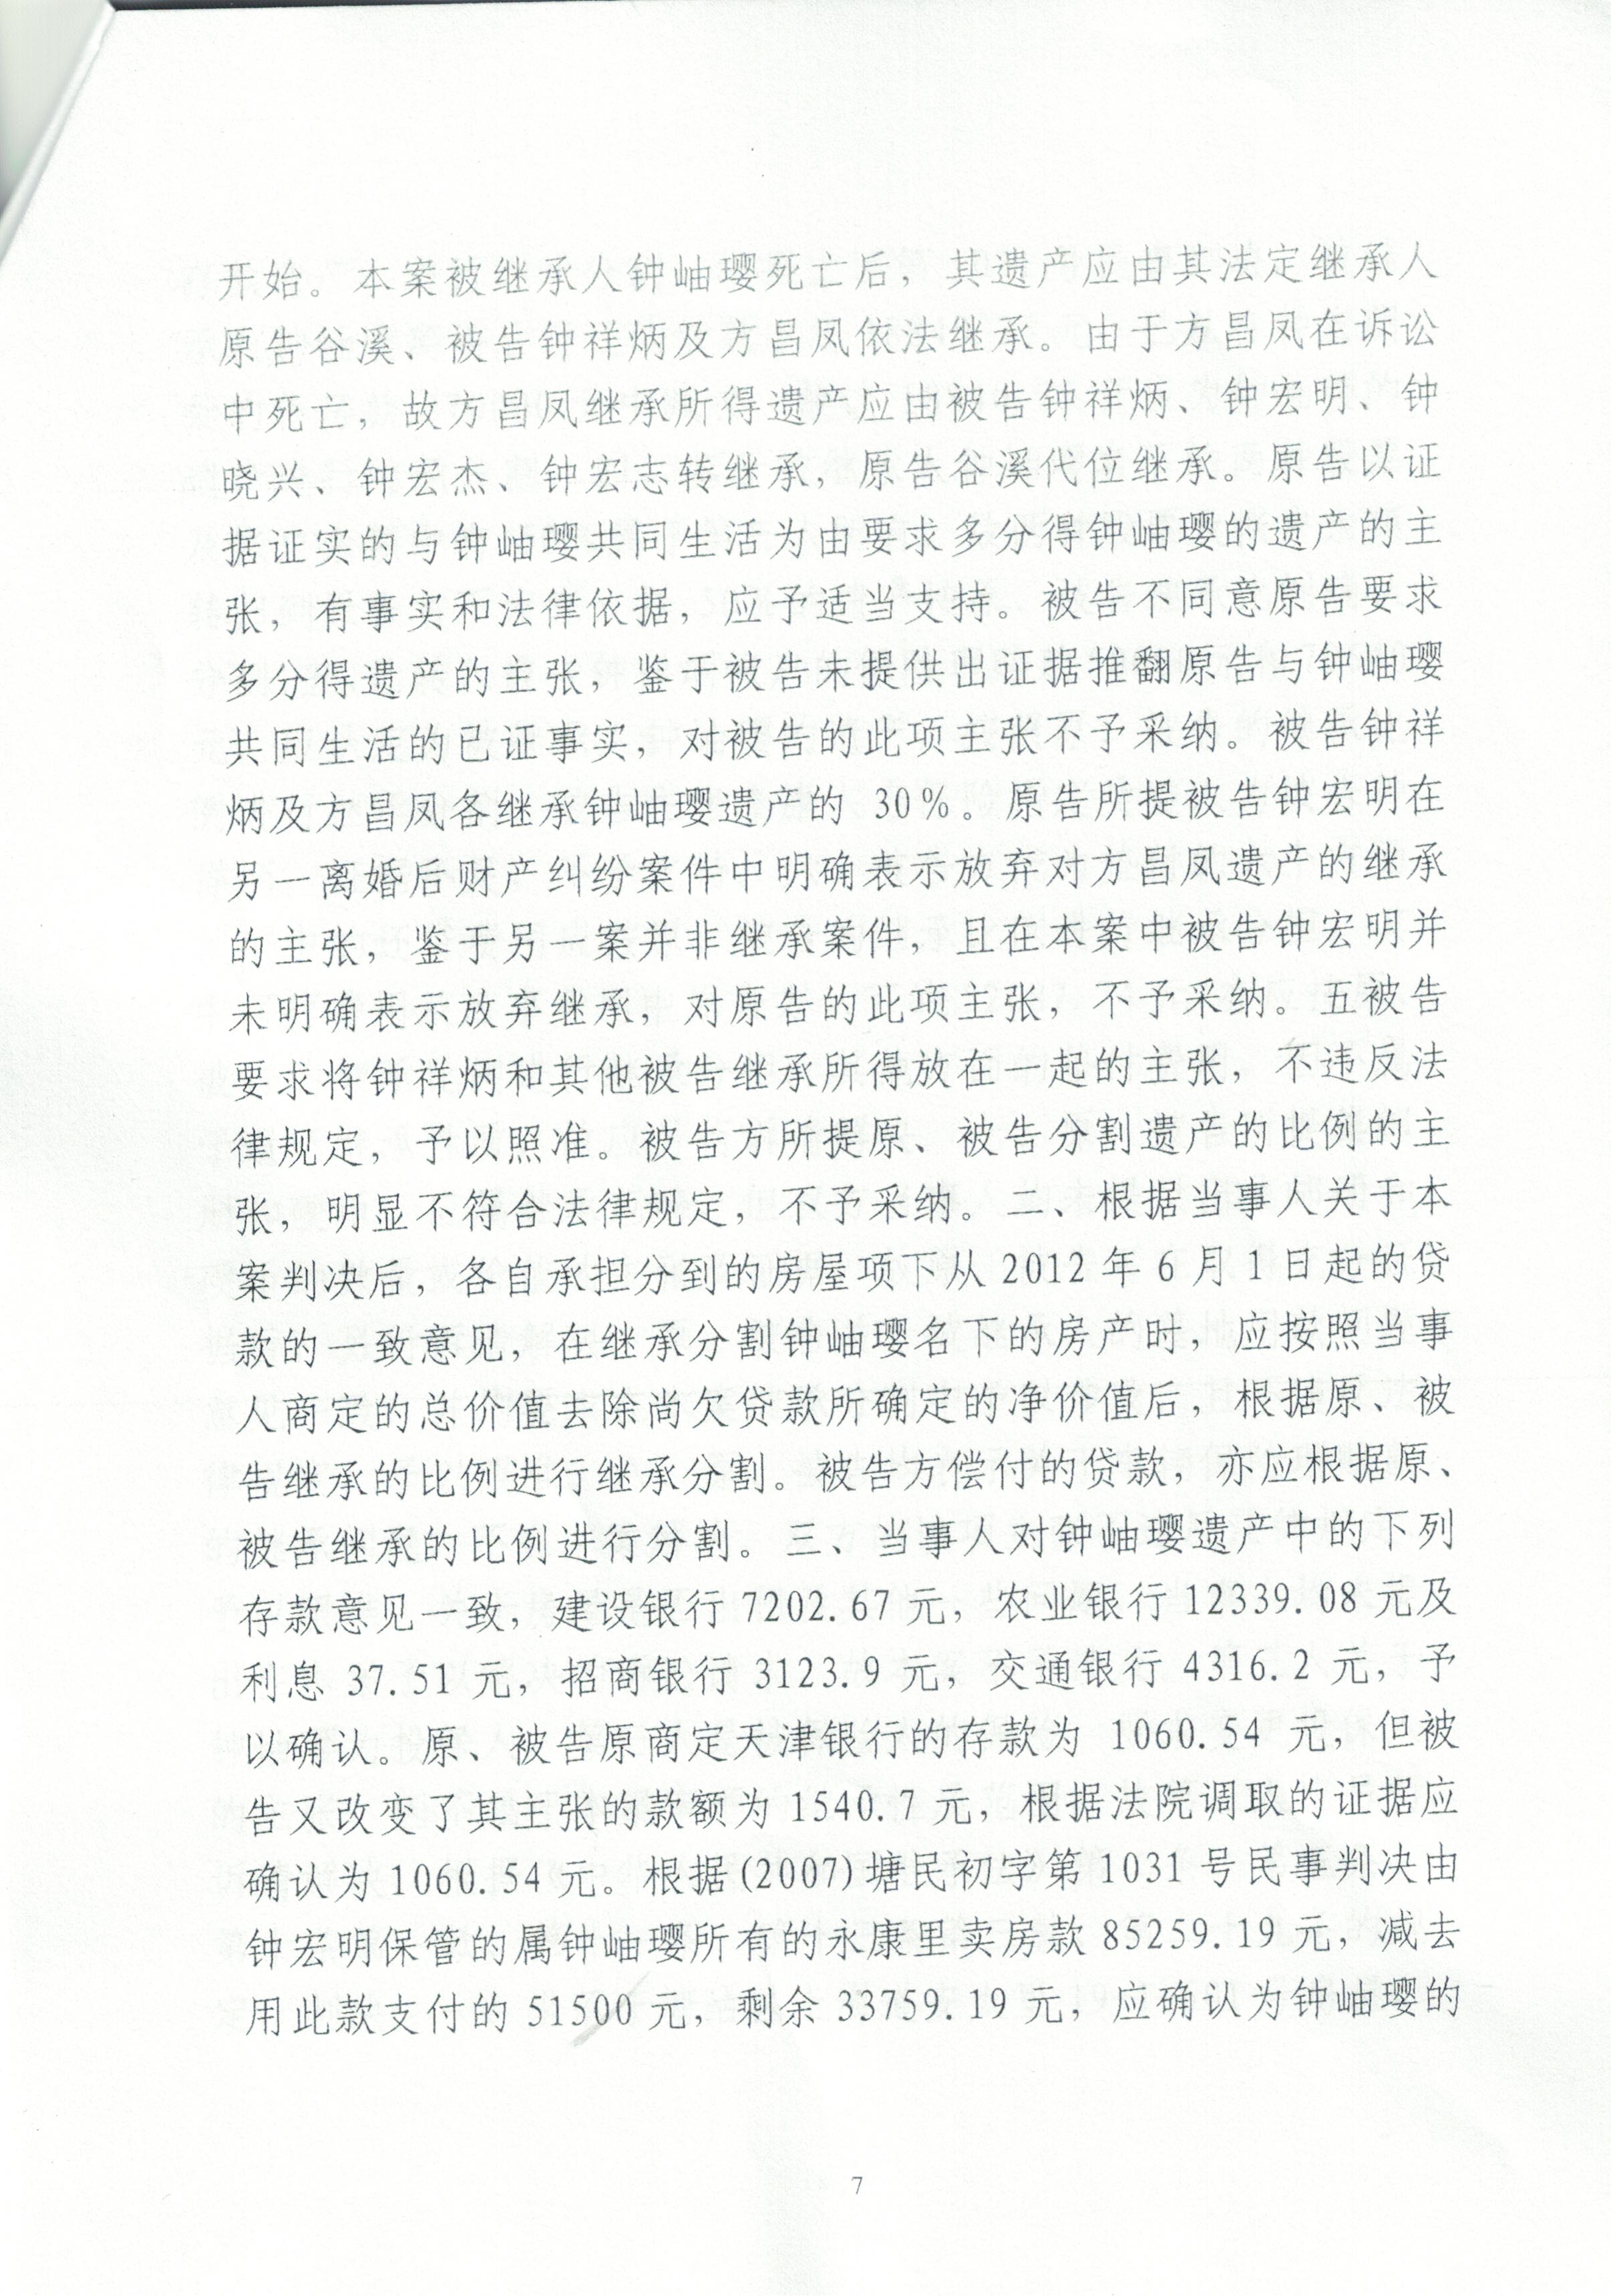 开始。本案被继承人钟岫璎死亡后，其遗产应由其法定继承人
原告谷溪、被告钟祥炳及方昌凤依法继承。由于方昌凤在诉讼
中死亡，故方昌凤继承所得遗产应由被告钟祥炳、钟宏明、钟
晓兴、钟宏杰、钟宏志转继承，原告谷溪代位继承。原告以证
据证实的与钟岫璎共同生活为由要求多分得钟岫璎的遗产的主
张，有事实和法律依据，应予适当支持。被告不同意原告要求
多分得遗产的主张，鉴于被告未提供出证据推翻原告与钟岫璎
共同生活的已证事实，对被告的此项主张不予采纳。被告钟祥
炳及方昌凤各继承钟岫璎遗产的 30%。原告所提被告钟宏明在
另一离婚后财产纠纷案件中明确表示放弃对方昌凤遗产的继承
的主张，鉴于另一案并非继承案件，且在本案中被告钟宏明并
未明确表示放弃继承，对原告的此项主张，不予采纳。五被告
要求将钟祥炳和其他被告继承所得放在一起的主张，不违反法
律规定，予以照准。被告方所提原、被告分割遗产的比例的主
张，明显不符合法律规定，不予采纳。二、根据当事人关于本
案判决后，各自承担分到的房屋项下从 2012 年 6 月 1 日起的贷
款的一致意见，在继承分割钟岫璎名下的房产时，应按照当事
人商定的总价值去除尚欠贷款所确定的净价值后，根据原、被
告继承的比例进行继承分割。被告方偿付的贷款，亦应根据原、
被告继承的比例进行分割。三、当事人对钟岫璎遗产中的下列
存款意见一致，建设银行 7202.67 元，农业银行 12339.08 元及
利息 37.51 元，招商银行 3123.9 元，交通银行 4316.2 元，予
以确认。原、被告原商定天津银行的存款为 1060.54 元，但被
告又改变了其主张的款额为 1540.7 元，根据法院调取的证据应
确认为 1060.54 元。根据(2007)塘民初字第 1031 号民事判决由
钟宏明保管的属钟岫璎所有的永康里卖房款 85259.19 元，减去
用此款支付的 51500 元，剩余 33759.19 元，应确认为钟岫璎的
7